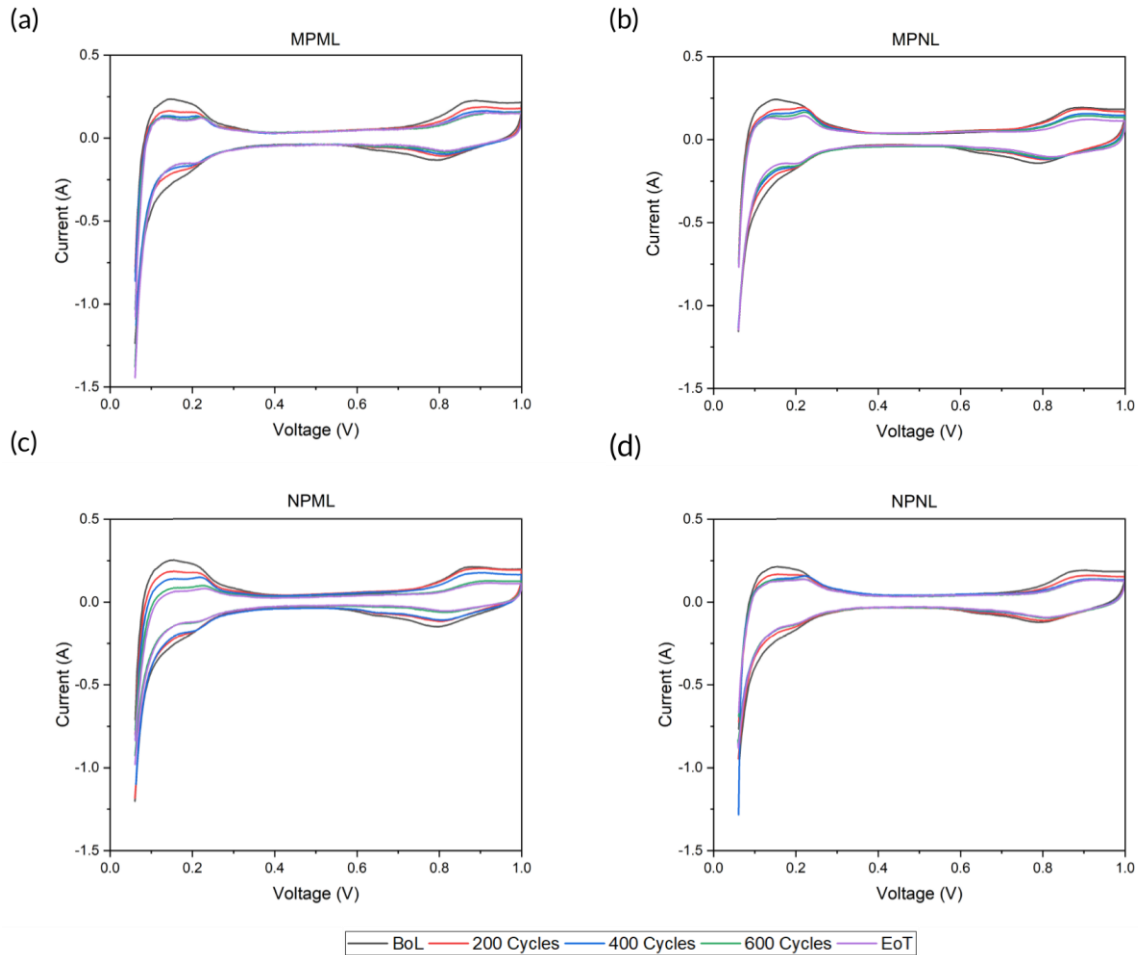 (a)
MPML
0.5
0.0
-0.5
-1.0
-1.5
Current (A)
0.0 0.2 0.4 0.6 0.8 1.0
Voltage (V)
(b)
MPNL
0.5
0.0
-0.5
-1.0
-1.5
Current (A)
0.0 0.2 0.4 0.6 0.8 1.0
Voltage (V)
(c)
NPML
0.5
0.0
-0.5
-1.0
-1.5
Current (A)
0.0 0.2 0.4 0.6 0.8 1.0
Voltage (V)
(d)
NPNL
0.5
0.0
-0.5
-1.0
-1.5
Current (A)
0.0 0.2 0.4 0.6 0.8 1.0
Voltage (V)
BoL 200 Cycles 400 Cycles 600 Cycles EoT